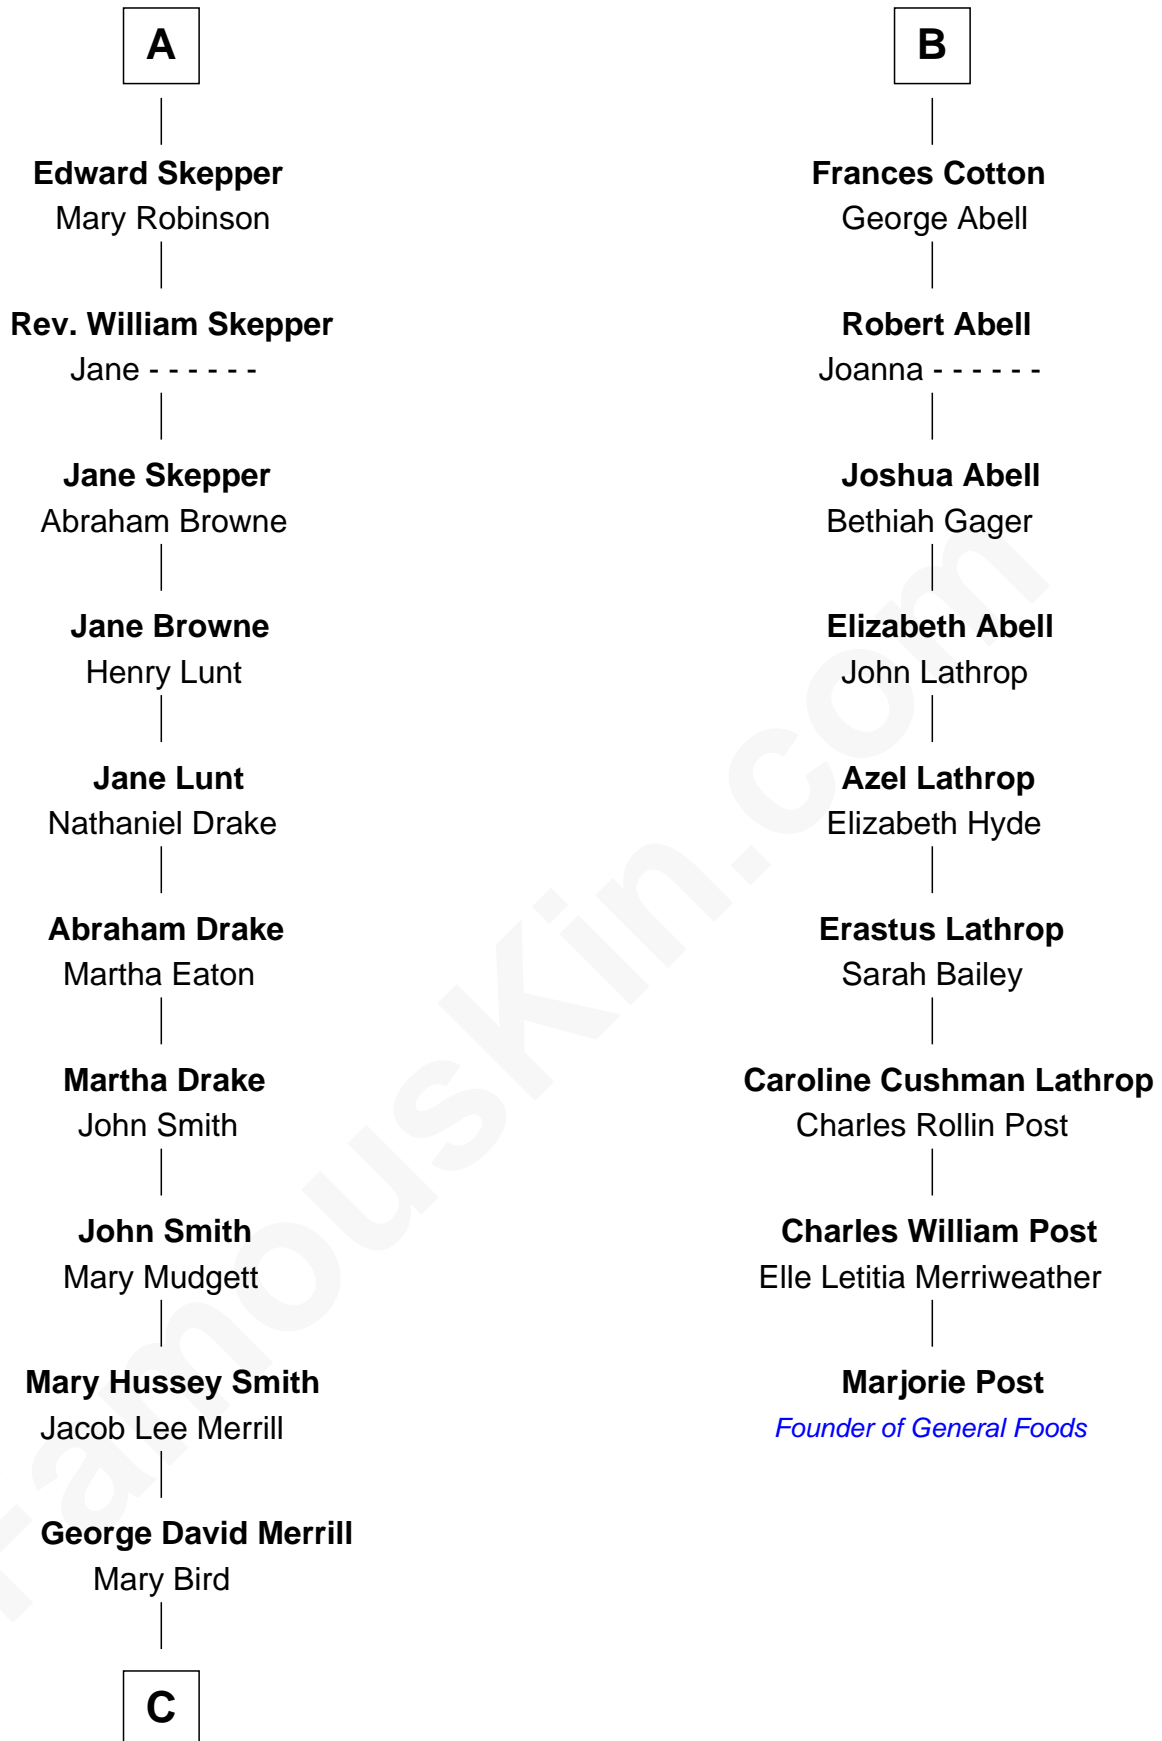 A
Edward Skepper
Mary Robinson
Rev. William Skepper
Jane - - - - - -
Jane Skepper
Abraham Browne
Jane Browne
Henry Lunt
Jane Lunt
Nathaniel Drake
Abraham Drake
Martha Eaton
Martha Drake
John Smith
John Smith
Mary Mudgett
Mary Hussey Smith
Jacob Lee Merrill
George David Merrill
Mary Bird
C
B
Frances Cotton
George Abell
Robert Abell
Joanna - - - - - -
Joshua Abell
Bethiah Gager
Elizabeth Abell
John Lathrop
Azel Lathrop
Elizabeth Hyde
Erastus Lathrop
Sarah Bailey
Caroline Cushman Lathrop
Charles Rollin Post
Charles William Post
Elle Letitia Merriweather
Marjorie Post
Founder of General Foods
FamousKin.com